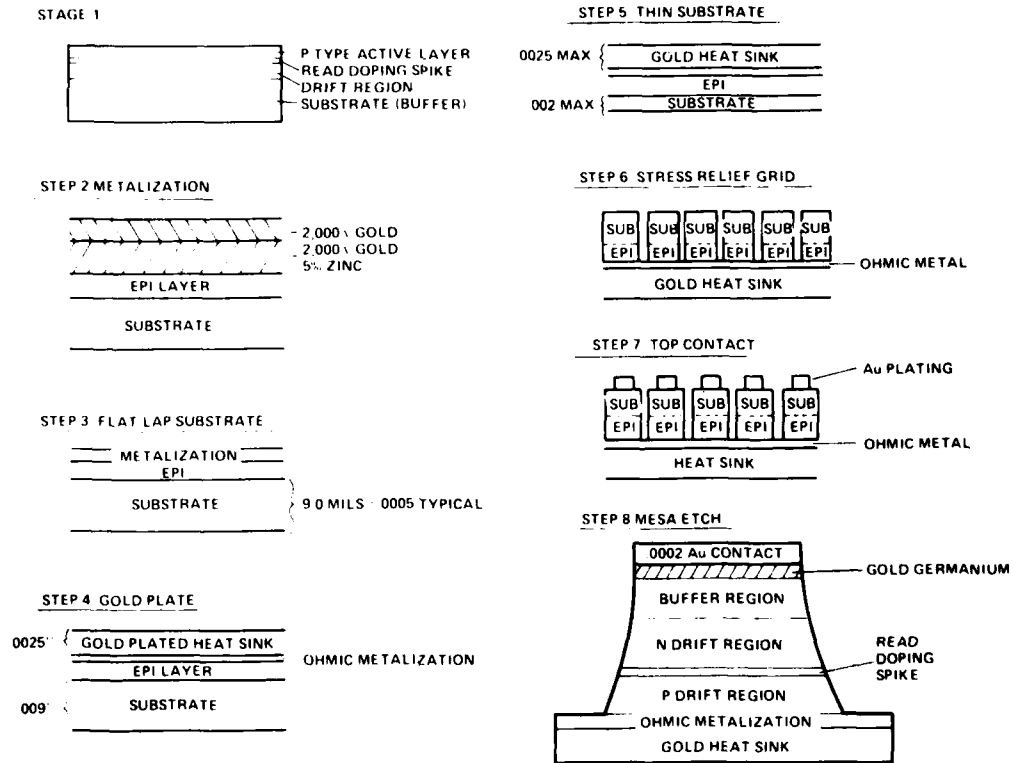 STAGE 1
P TYPE ACTIVE LAYER
READ DOPING SPIKE
DRIFT REGION
SUBSTRATE (BUFFER)
STEP 2 METALIZATION
2,000 \ GOLD
2,000 \ GOLD
5% ZINC
EPI LAYER
SUBSTRATE
STEP 3 FLAT LAP SUBSTRATE
METALIZATION
EPI
SUBSTRATE
9 0 MILS 0005 TYPICAL
STEP 4 GOLD PLATE
0025"
GOLD PLATED HEAT SINK
OHMIC METALIZATION
EPI LAYER
009"
SUBSTRATE
STEP 5 THIN SUBSTRATE
0025 MAX
GOLD HEAT SINK
EPI
002 MAX
SUBSTRATE
STEP 6 STRESS RELIEF GRID
SUB SUB SUB SUB SUB SUB
EPI EPI EPI EPI EPI EPI
OHMIC METAL
GOLD HEAT SINK
STEP 7 TOP CONTACT
Au PLATING
SUB SUB SUB SUB SUB
EPI EPI EPI EPI EPI
OHMIC METAL
HEAT SINK
STEP 8 MESA ETCH
0002 Au CONTACT
GOLD GERMANIUM
BUFFER REGION
N DRIFT REGION
READ
DOPING
SPIKE
P DRIFT REGION
OHMIC METALIZATION
GOLD HEAT SINK